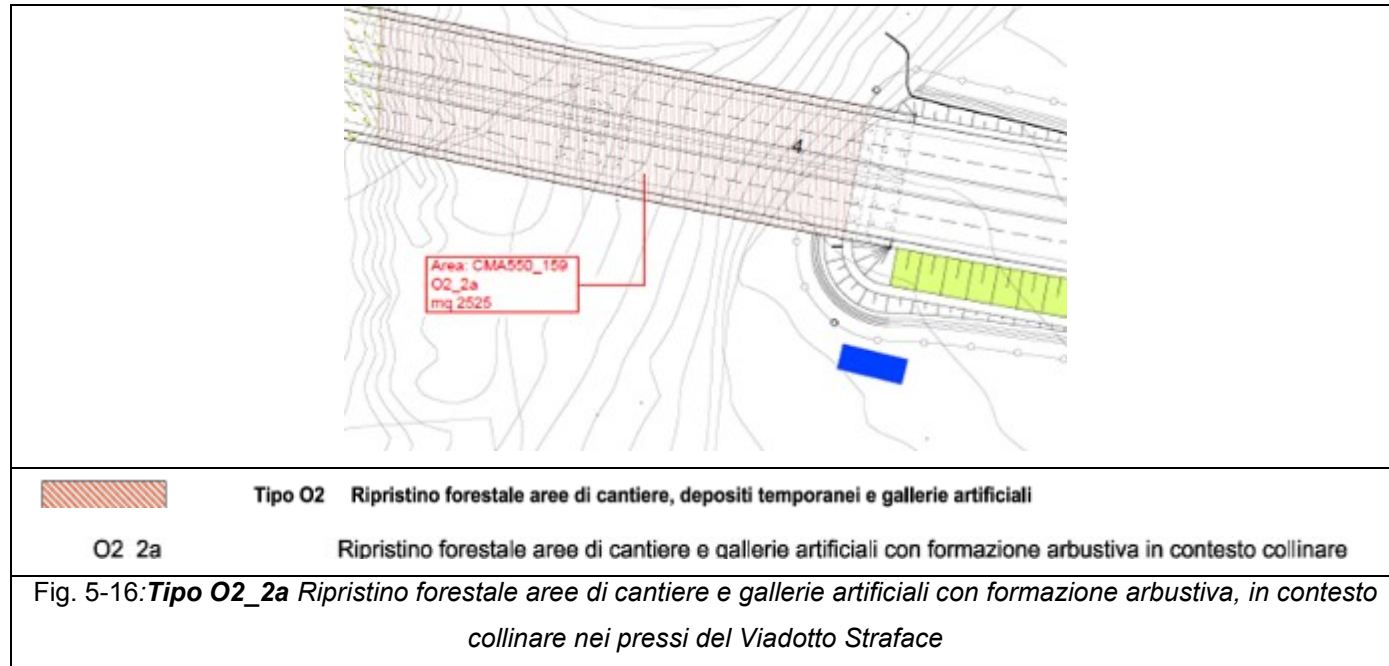 4
Area: CMA550_159
O2_2a
mq 2525
Tipo O2 Ripristino forestale aree di cantiere, depositi temporanei e gallerie artificiali
O2 2a Ripristino forestale aree di cantiere e gallerie artificiali con formazione arbustiva in contesto collinare
Fig. 5-16:Tipo O2_2a Ripristino forestale aree di cantiere e gallerie artificiali con formazione arbustiva, in contesto
collinare nei pressi del Viadotto Straface